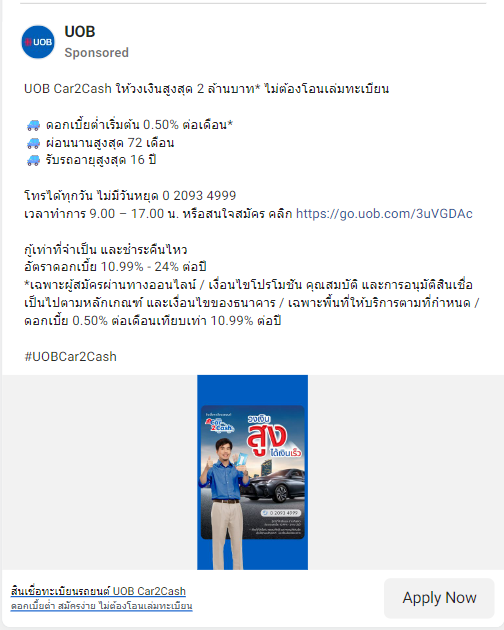 UOB
UOB
Sponsored
UOB Car2Cash ให้วงเงินสูงสุด 2 ล้านบาท* ไม่ต้องโอนเล่มทะเบียน
🚙 ดอกเบี้ยต่ำเริ่มต้น 0.50% ต่อเดือน*
🚙 ผ่อนนานสูงสุด 72 เดือน
🚙 รับรถอายุสูงสุด 16 ปี
โทรได้ทุกวัน ไม่มีวันหยุด 0 2093 4999
เวลาทำการ 9.00 – 17.00 น. หรือสนใจสมัคร คลิก https://go.uob.com/3uVGDAc
กู้เท่าที่จำเป็น และชำระคืนไหว
อัตราดอกเบี้ย 10.99% - 24% ต่อปี
*เฉพาะผู้สมัครผ่านทางออนไลน์ / เงื่อนไขโปรโมชัน คุณสมบัติ และการอนุมัติสินเชื่อ
เป็นไปตามหลักเกณฑ์ และเงื่อนไขของธนาคาร / เฉพาะพื้นที่ให้บริการตามที่กำหนด /
ดอกเบี้ย 0.50% ต่อเดือนเทียบเท่า 10.99% ต่อปี
#UOBCar2Cash
Car
2Cash
วงเงิน
สูง
ได้เงินเร็ว
0 2093 4999
สินเชื่อทะเบียนรถยนต์ UOB Car2Cash
ดอกเบี้ยต่ำ สมัครง่าย ไม่ต้องโอนเล่มทะเบียน
Apply Now